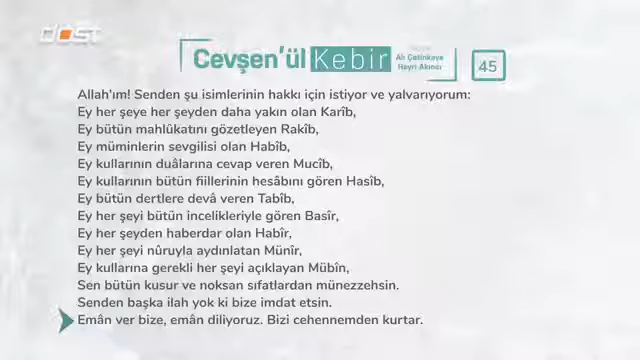 dost
Cevşen'ül Kebir
Ali Çetinkaya
Hayri Akıncı
45
Allah'ım! Senden şu isimlerinin hakkı için istiyor ve yalvarıyorum:
Ey her şeye her şeyden daha yakın olan Karîb,
Ey bütün mahlûkatını gözetleyen Rakîb,
Ey müminlerin sevgilisi olan Habîb,
Ey kullarının duâlarına cevap veren Mucîb,
Ey kullarının bütün fiillerinin hesâbını gören Hasîb,
Ey bütün dertlere devâ veren Tabîb,
Ey her şeyi bütün incelikleriyle gören Basîr,
Ey her şeyden haberdar olan Habîr,
Ey her şeyi nûruyla aydınlatan Münîr,
Ey kullarına gerekli her şeyi açıklayan Mübîn,
Sen bütün kusur ve noksan sıfatlardan münezzehsin.
Senden başka ilah yok ki bize imdat etsin.
Emân ver bize, emân diliyoruz. Bizi cehennemden kurtar.